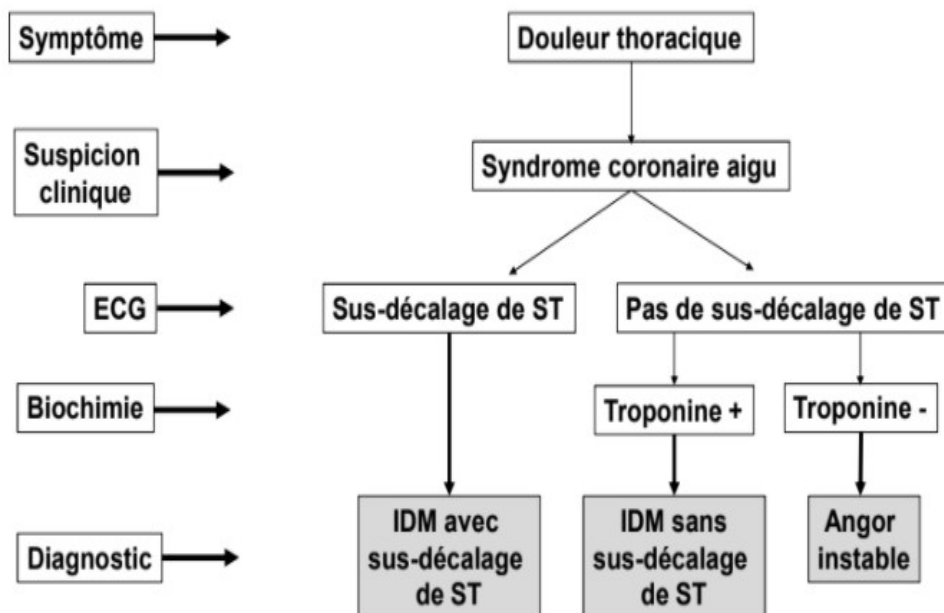 Symptôme
Douleur thoracique
Suspicion
clinique
Syndrome coronaire aigu
ECG
Sus-décalage de ST
Pas de sus-décalage de ST
Biochimie
Troponine +
Troponine -
Diagnostic
IDM avec
sus-décalage
de ST
IDM sans
sus-décalage
de ST
Angor
instable